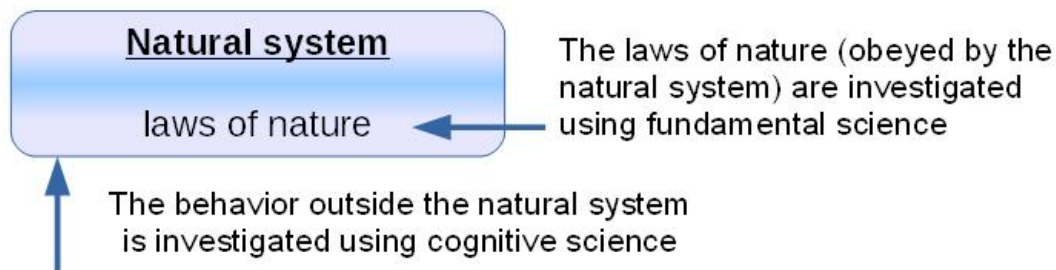 Natural system
laws of nature
The laws of nature (obeyed by the
natural system) are investigated
using fundamental science
The behavior outside the natural system
is investigated using cognitive science